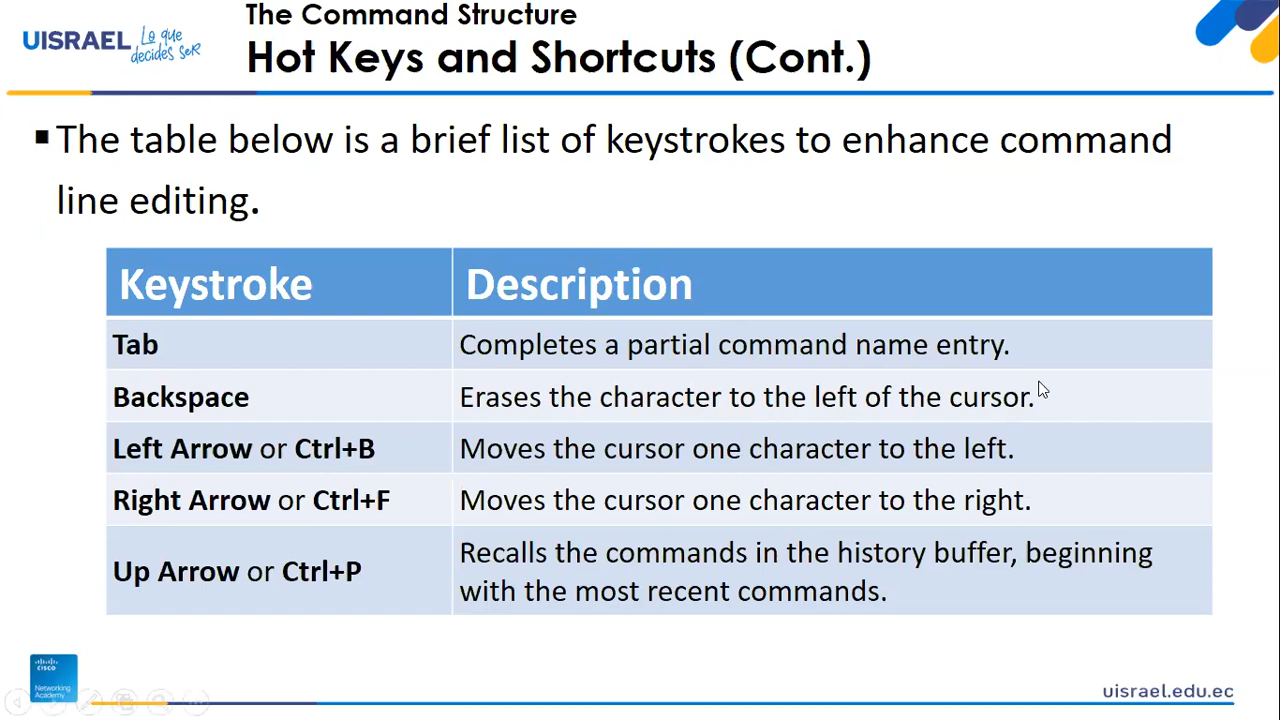 The Command Structure
UISRAEL Lo que decides ser
Hot Keys and Shortcuts (Cont.)
▪ The table below is a brief list of keystrokes to enhance command
line editing.
Keystroke Description
Tab Completes a partial command name entry.
Backspace Erases the character to the left of the cursor.
Left Arrow or Ctrl+B Moves the cursor one character to the left.
Right Arrow or Ctrl+F Moves the cursor one character to the right.
Up Arrow or Ctrl+P Recalls the commands in the history buffer, beginning
with the most recent commands.
cisco
Networking
Academy
uisrael.edu.ec